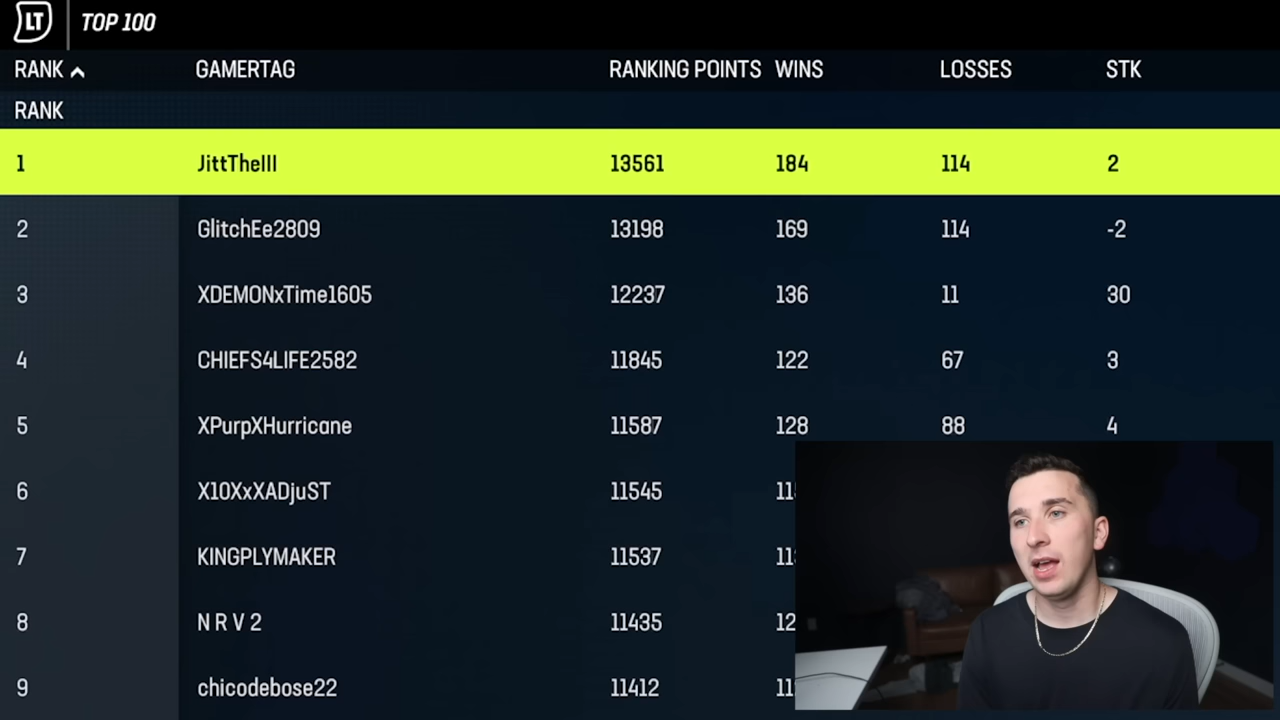 LT TOP 100
RANK GAMERTAG RANKING POINTS WINS LOSSES STK
RANK
1 JittTheIII 13561 184 114 2
2 GlitchEe2809 13198 169 114 -2
3 XDEMONxTime1605 12237 136 11 30
4 CHIEFS4LIFE2582 11845 122 67 3
5 XPurpXHurricane 11587 128 88 4
6 X10XxXADjuST 11545
7 KINGPLYMAKER 11537
8 N R V 2 11435
9 chicodebose22 11412